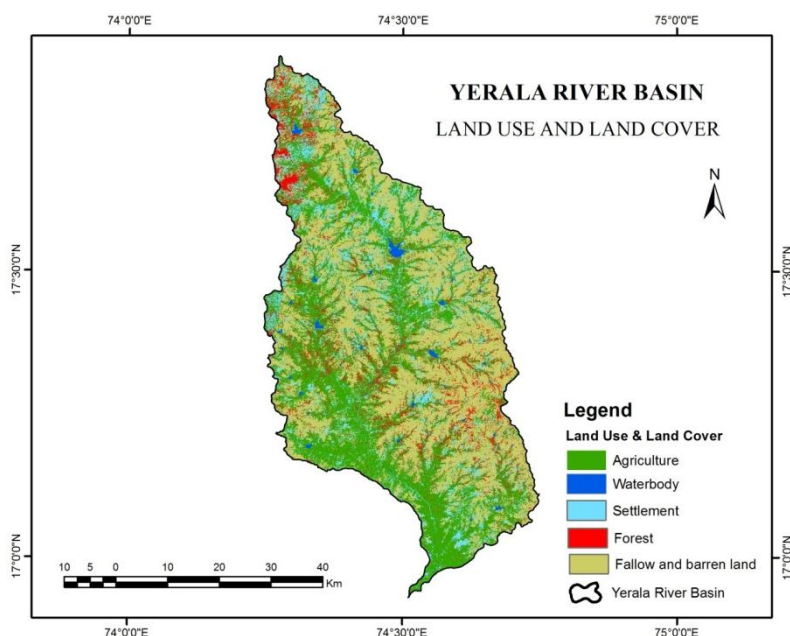 74°0'0"E 74°30'0"E 75°0'0"E
YERALA RIVER BASIN
LAND USE AND LAND COVER
N
17°30'0"N 17°30'0"N
Legend
Land Use & Land Cover
Agriculture
Waterbody
Settlement
Forest
Fallow and barren land
Yerala River Basin
17°0'0"N 17°0'0"N
10 5 0 10 20 30 40
Km
74°0'0"E 74°30'0"E 75°0'0"E